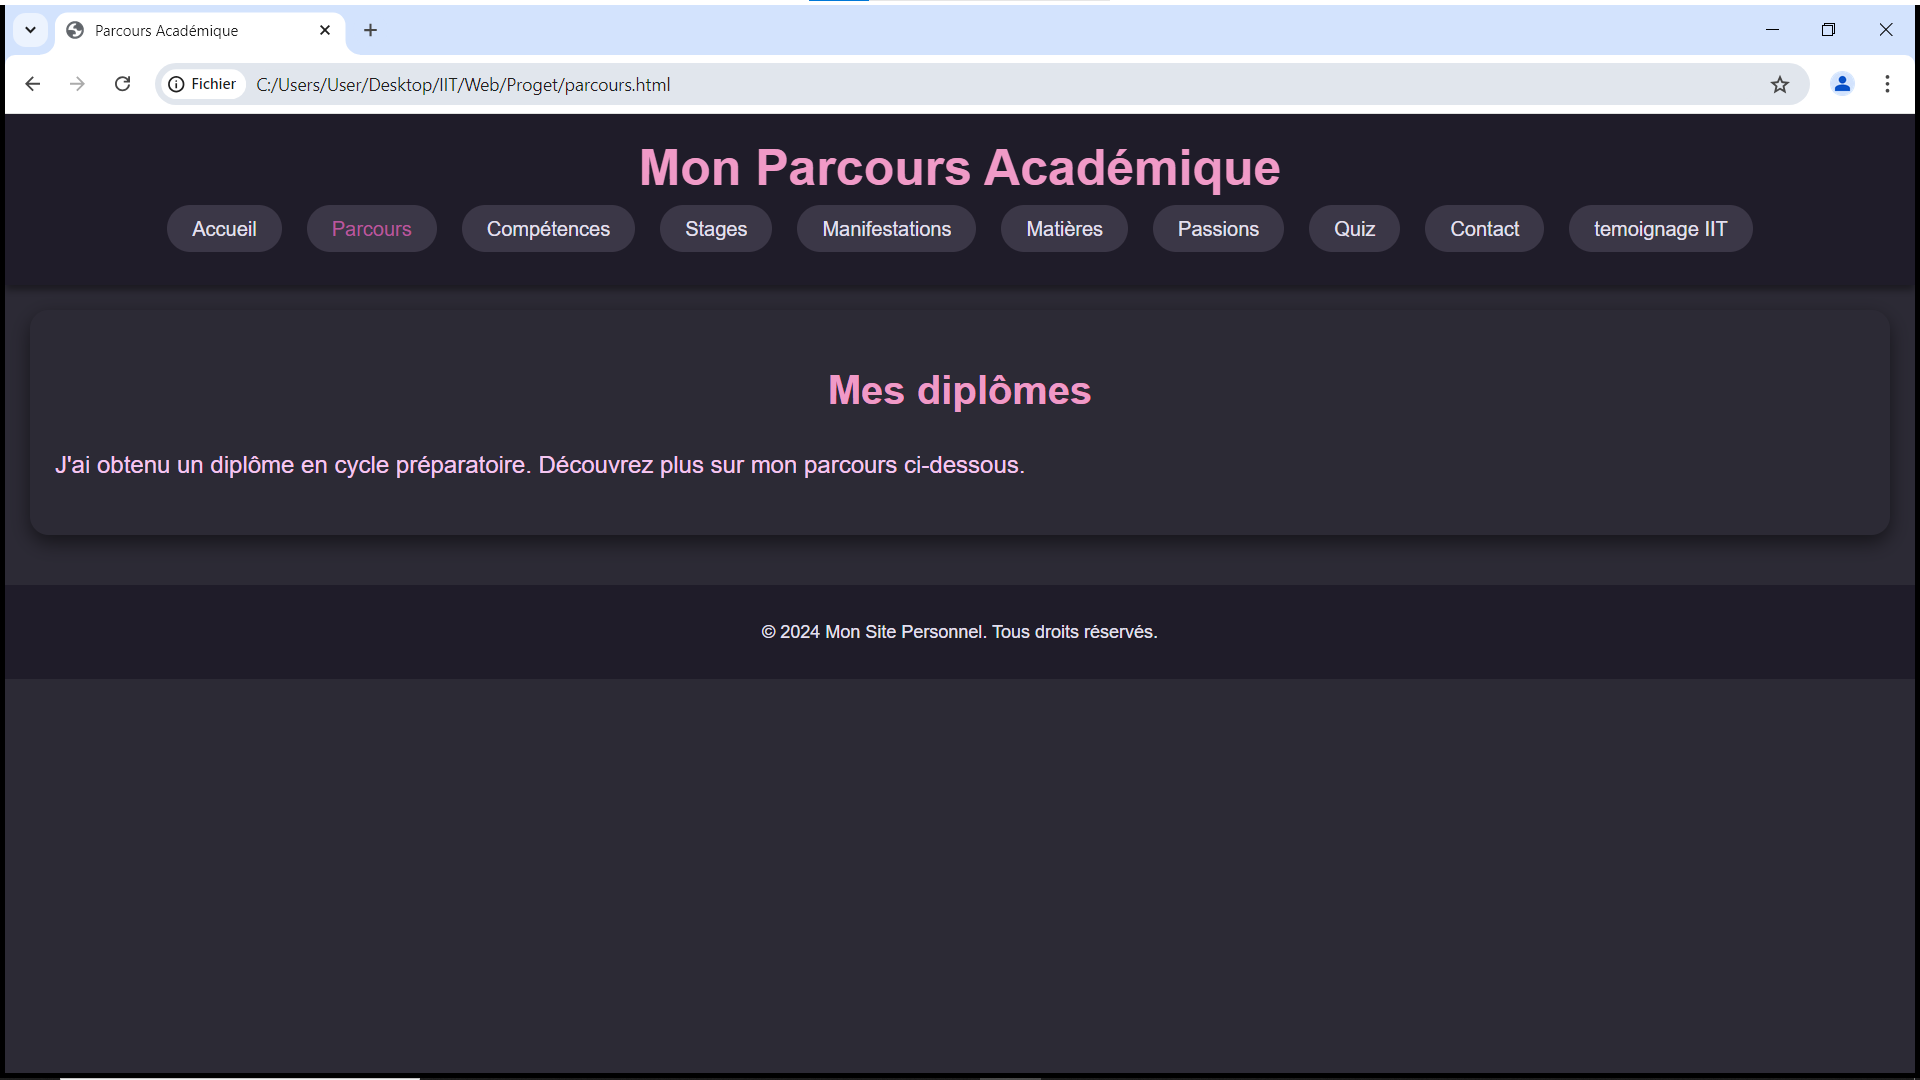 Parcours Académique
Fichier C:/Users/User/Desktop/IIT/Web/Proget/parcours.html
Mon Parcours Académique
Accueil Parcours Compétences Stages Manifestations Matières Passions Quiz Contact temoignage IIT
Mes diplômes
J'ai obtenu un diplôme en cycle préparatoire. Découvrez plus sur mon parcours ci-dessous.
© 2024 Mon Site Personnel. Tous droits réservés.